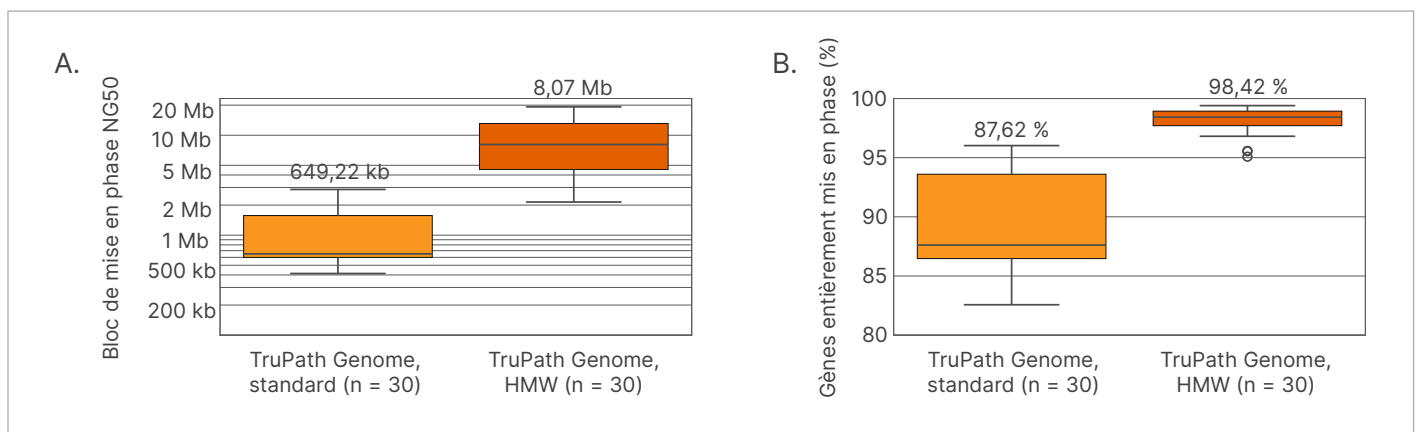 A.
Bloc de mise en phase NG50
20 Mb
10 Mb
5 Mb
2 Mb
1 Mb
500 kb
200 kb
649,22 kb
8,07 Mb
TruPath Genome,
standard (n = 30)
TruPath Genome,
HMW (n = 30)
B.
Gènes entièrement mis en phase (%)
100
95
90
85
80
87,62 %
98,42 %
TruPath Genome,
standard (n = 30)
TruPath Genome,
HMW (n = 30)